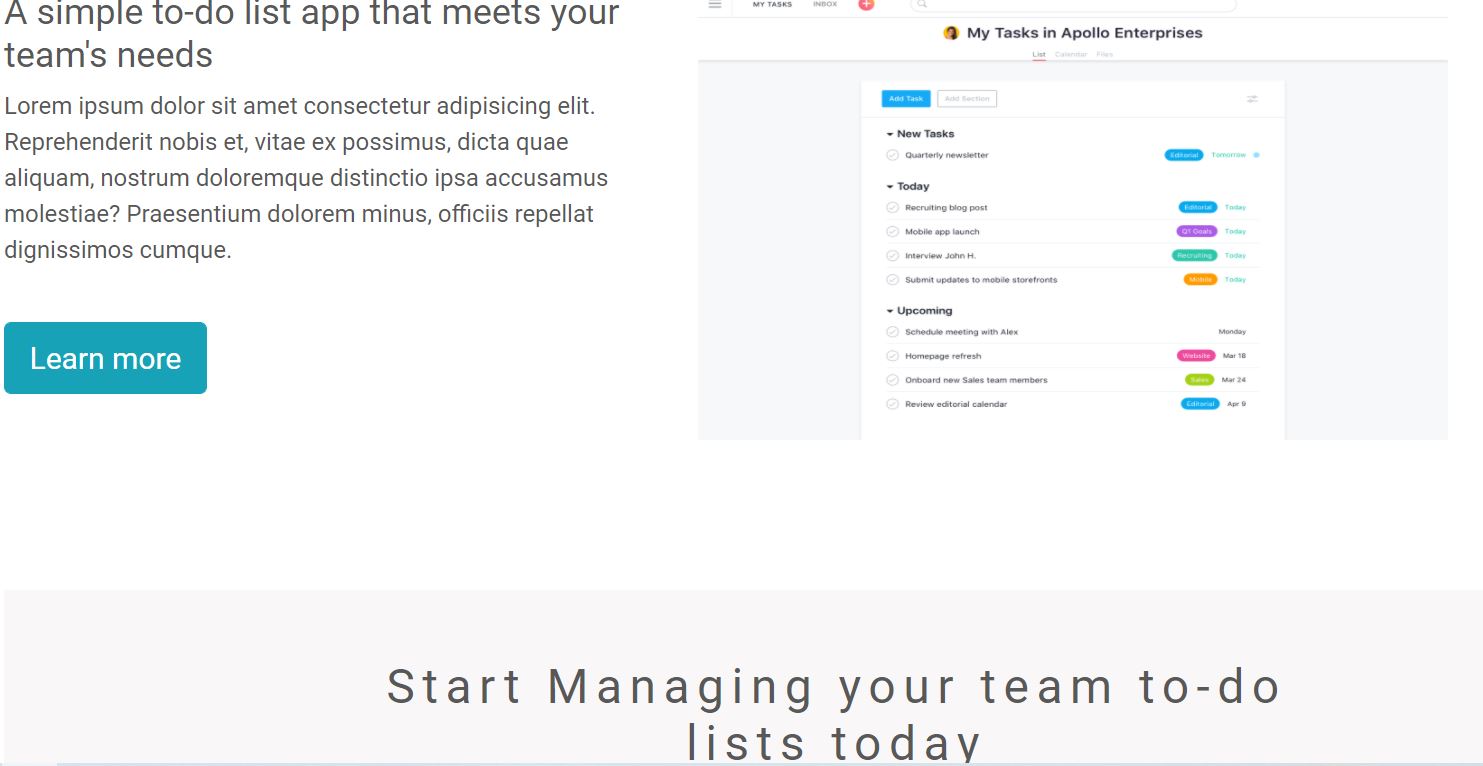 A simple to-do list app that meets your
team's needs
Lorem ipsum dolor sit amet consectetur adipisicing elit.
Reprehenderit nobis et, vitae ex possimus, dicta quae
aliquam, nostrum doloremque distinctio ipsa accusamus
molestiae? Praesentium dolorem minus, officiis repellat
dignissimos cumque.
Learn more
MY TASKS INBOX
My Tasks in Apollo Enterprises
List Calendar Files
Add Task Add Section
New Tasks
Quarterly newsletter Editorial Tomorrow
Today
Recruiting blog post Editorial Today
Mobile app launch Q1 Goals Today
Interview John H. Recruiting Today
Submit updates to mobile storefronts Mobile Today
Upcoming
Schedule meeting with Alex Monday
Homepage refresh Website Mar 18
Onboard new Sales team members Sales Mar 24
Review editorial calendar Editorial Apr 9
Start Managing your team to-do
lists today